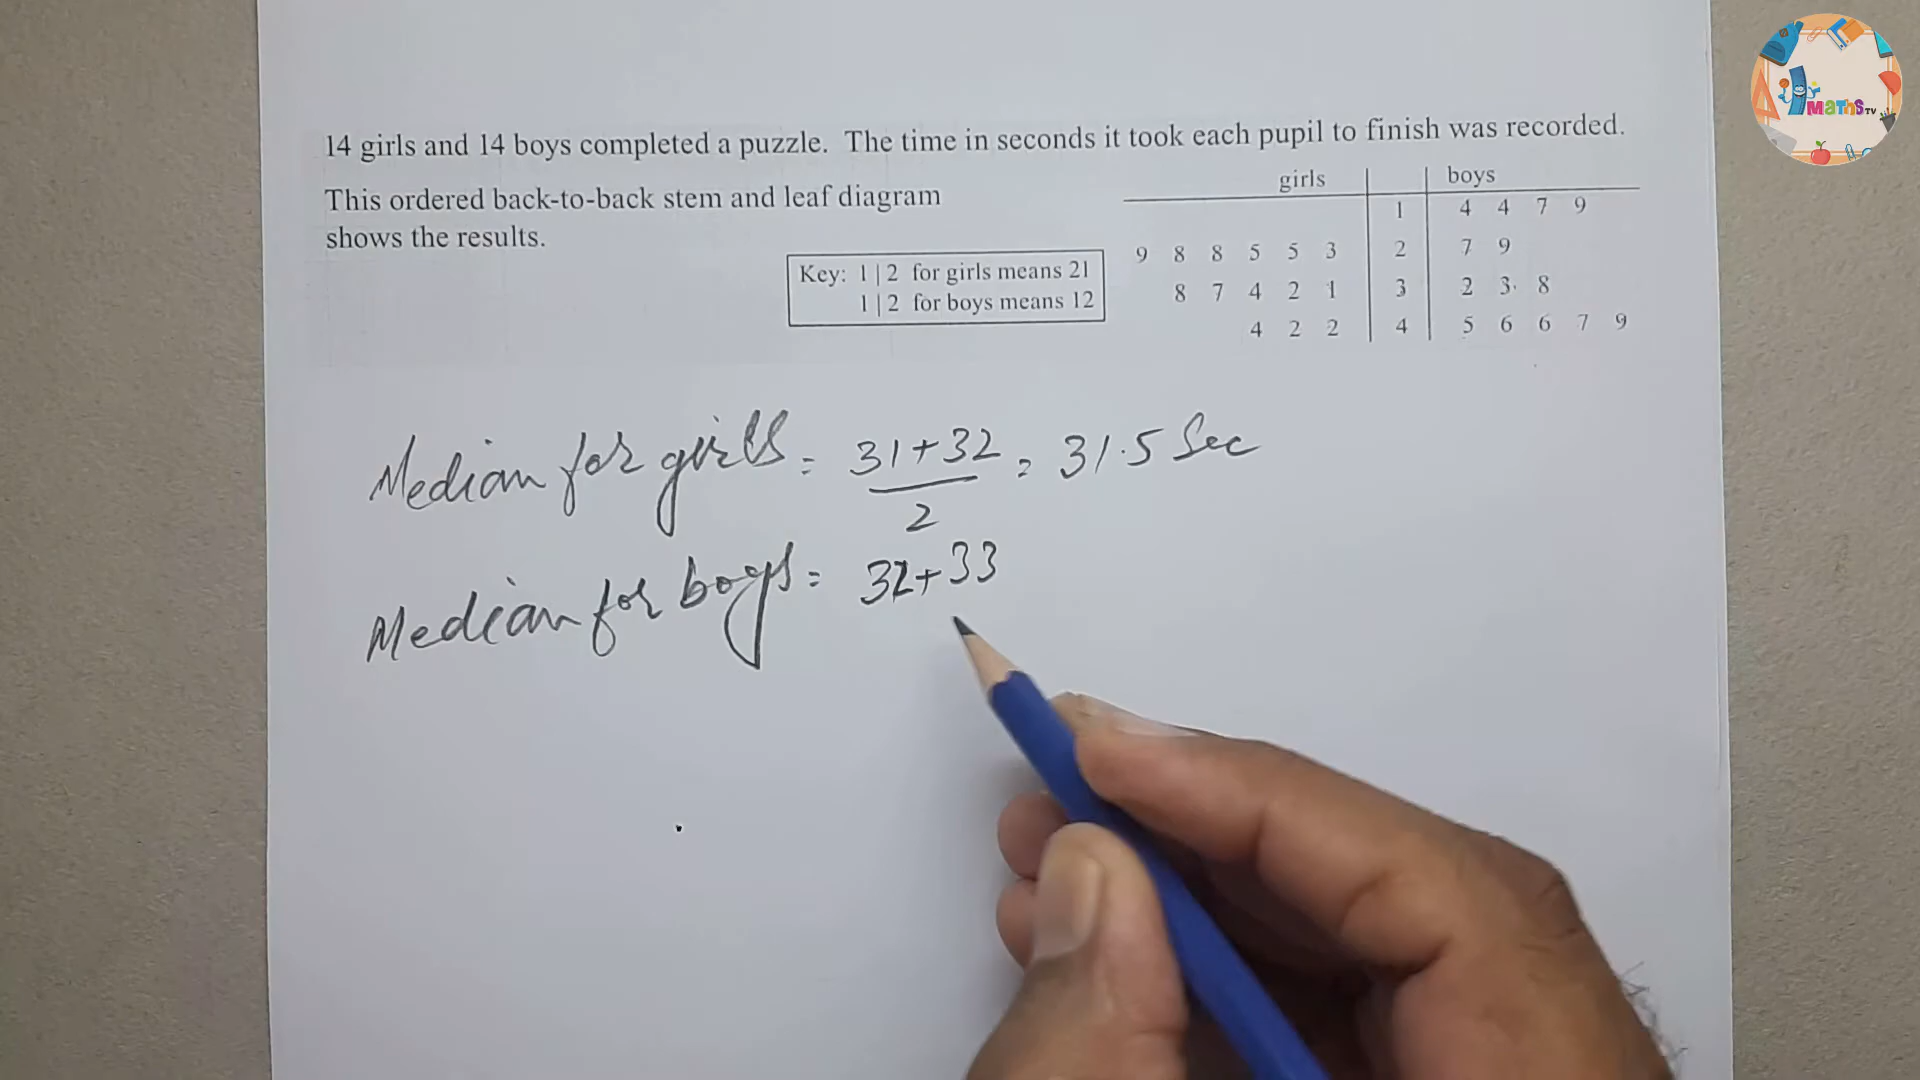 14 girls and 14 boys completed a puzzle. The time in seconds it took each pupil to finish was recorded.
This ordered back-to-back stem and leaf diagram
shows the results.
Key: 1 | 2 for girls means 21
1 | 2 for boys means 12
girls boys
1 4 4 7 9
9 8 8 5 5 3 2 7 9
8 7 4 2 1 3 2 3 8
4 2 2 4 5 6 6 7 9
Median for girls = 31+32 = 31.5 Sec
2
Median for boys = 32+33
MATHS TV